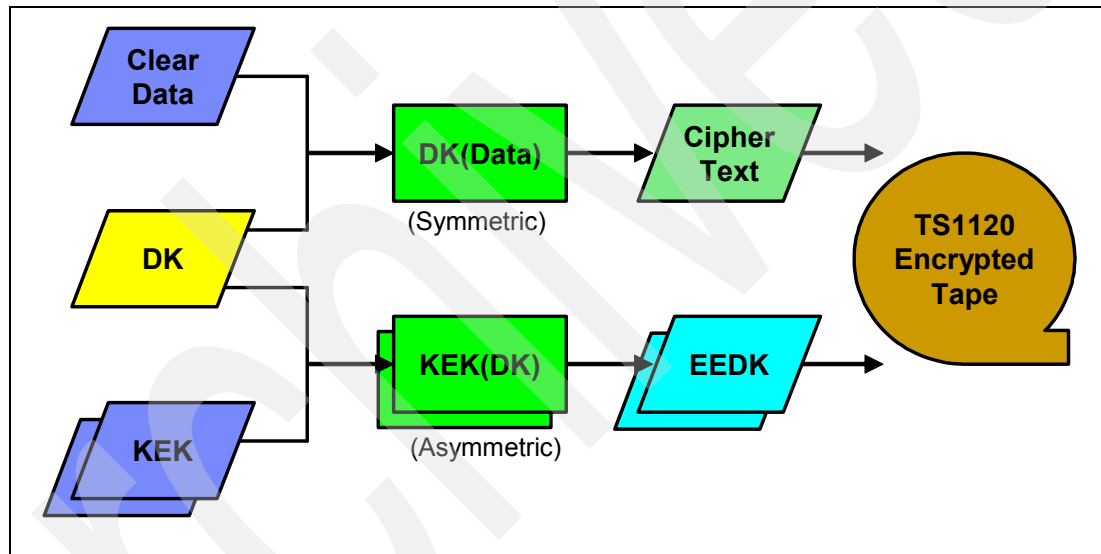 Clear
Data
DK(Data)
(Symmetric)
Cipher
Text
TS1120
Encrypted
Tape
DK
KEK(DK)
(Asymmetric)
EEDK
KEK